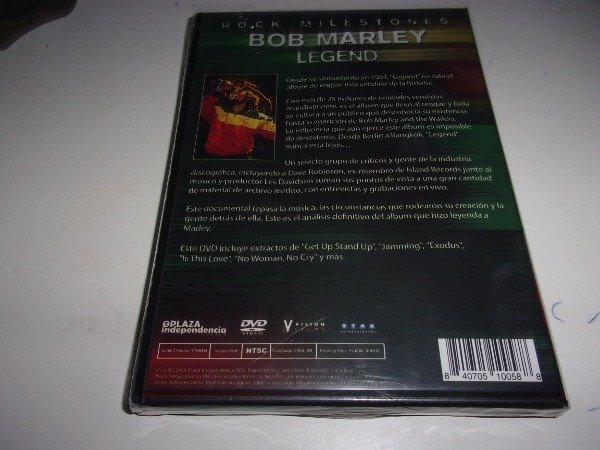 ROCK MILESTONES
BOB MARLEY
LEGEND
Desde su lanzamiento en 1984, "Legend" ha sido el
álbum de reggae más vendido de la historia.
Con más de 25 millones de unidades vendidas
mundialmente, es el álbum que llevó al reggae y toda
su cultura a un público que desconocía su existencia
hasta la aparición de Bob Marley and the Wailers.
La influencia que aún ejerce este álbum es imposible
de desestimar. Desde Berlín a Bangkok, "Legend"
nunca está lejos...
Un selecto grupo de críticos y gente de la industria
discográfica, incluyendo a Dave Robinson, ex-miembro de Island Records junto al
músico y productor Les Davidson suman sus puntos de vista a una gran cantidad
de material de archivo inédito, con entrevistas y grabaciones en vivo.
Este documental repasa la música, las circunstancias que rodearon su creación y la
gente detrás de ella. Este es el análisis definitivo del álbum que hizo leyenda a
Marley.
Este DVD incluye extractos de "Get Up Stand Up", "Jamming", "Exodus",
"Is This Love", "No Woman, No Cry" y más.
PLAZA
independencia
DVD
VIDEO
VISION
FILMS
STAX
NTSC
8 40705 10058 8